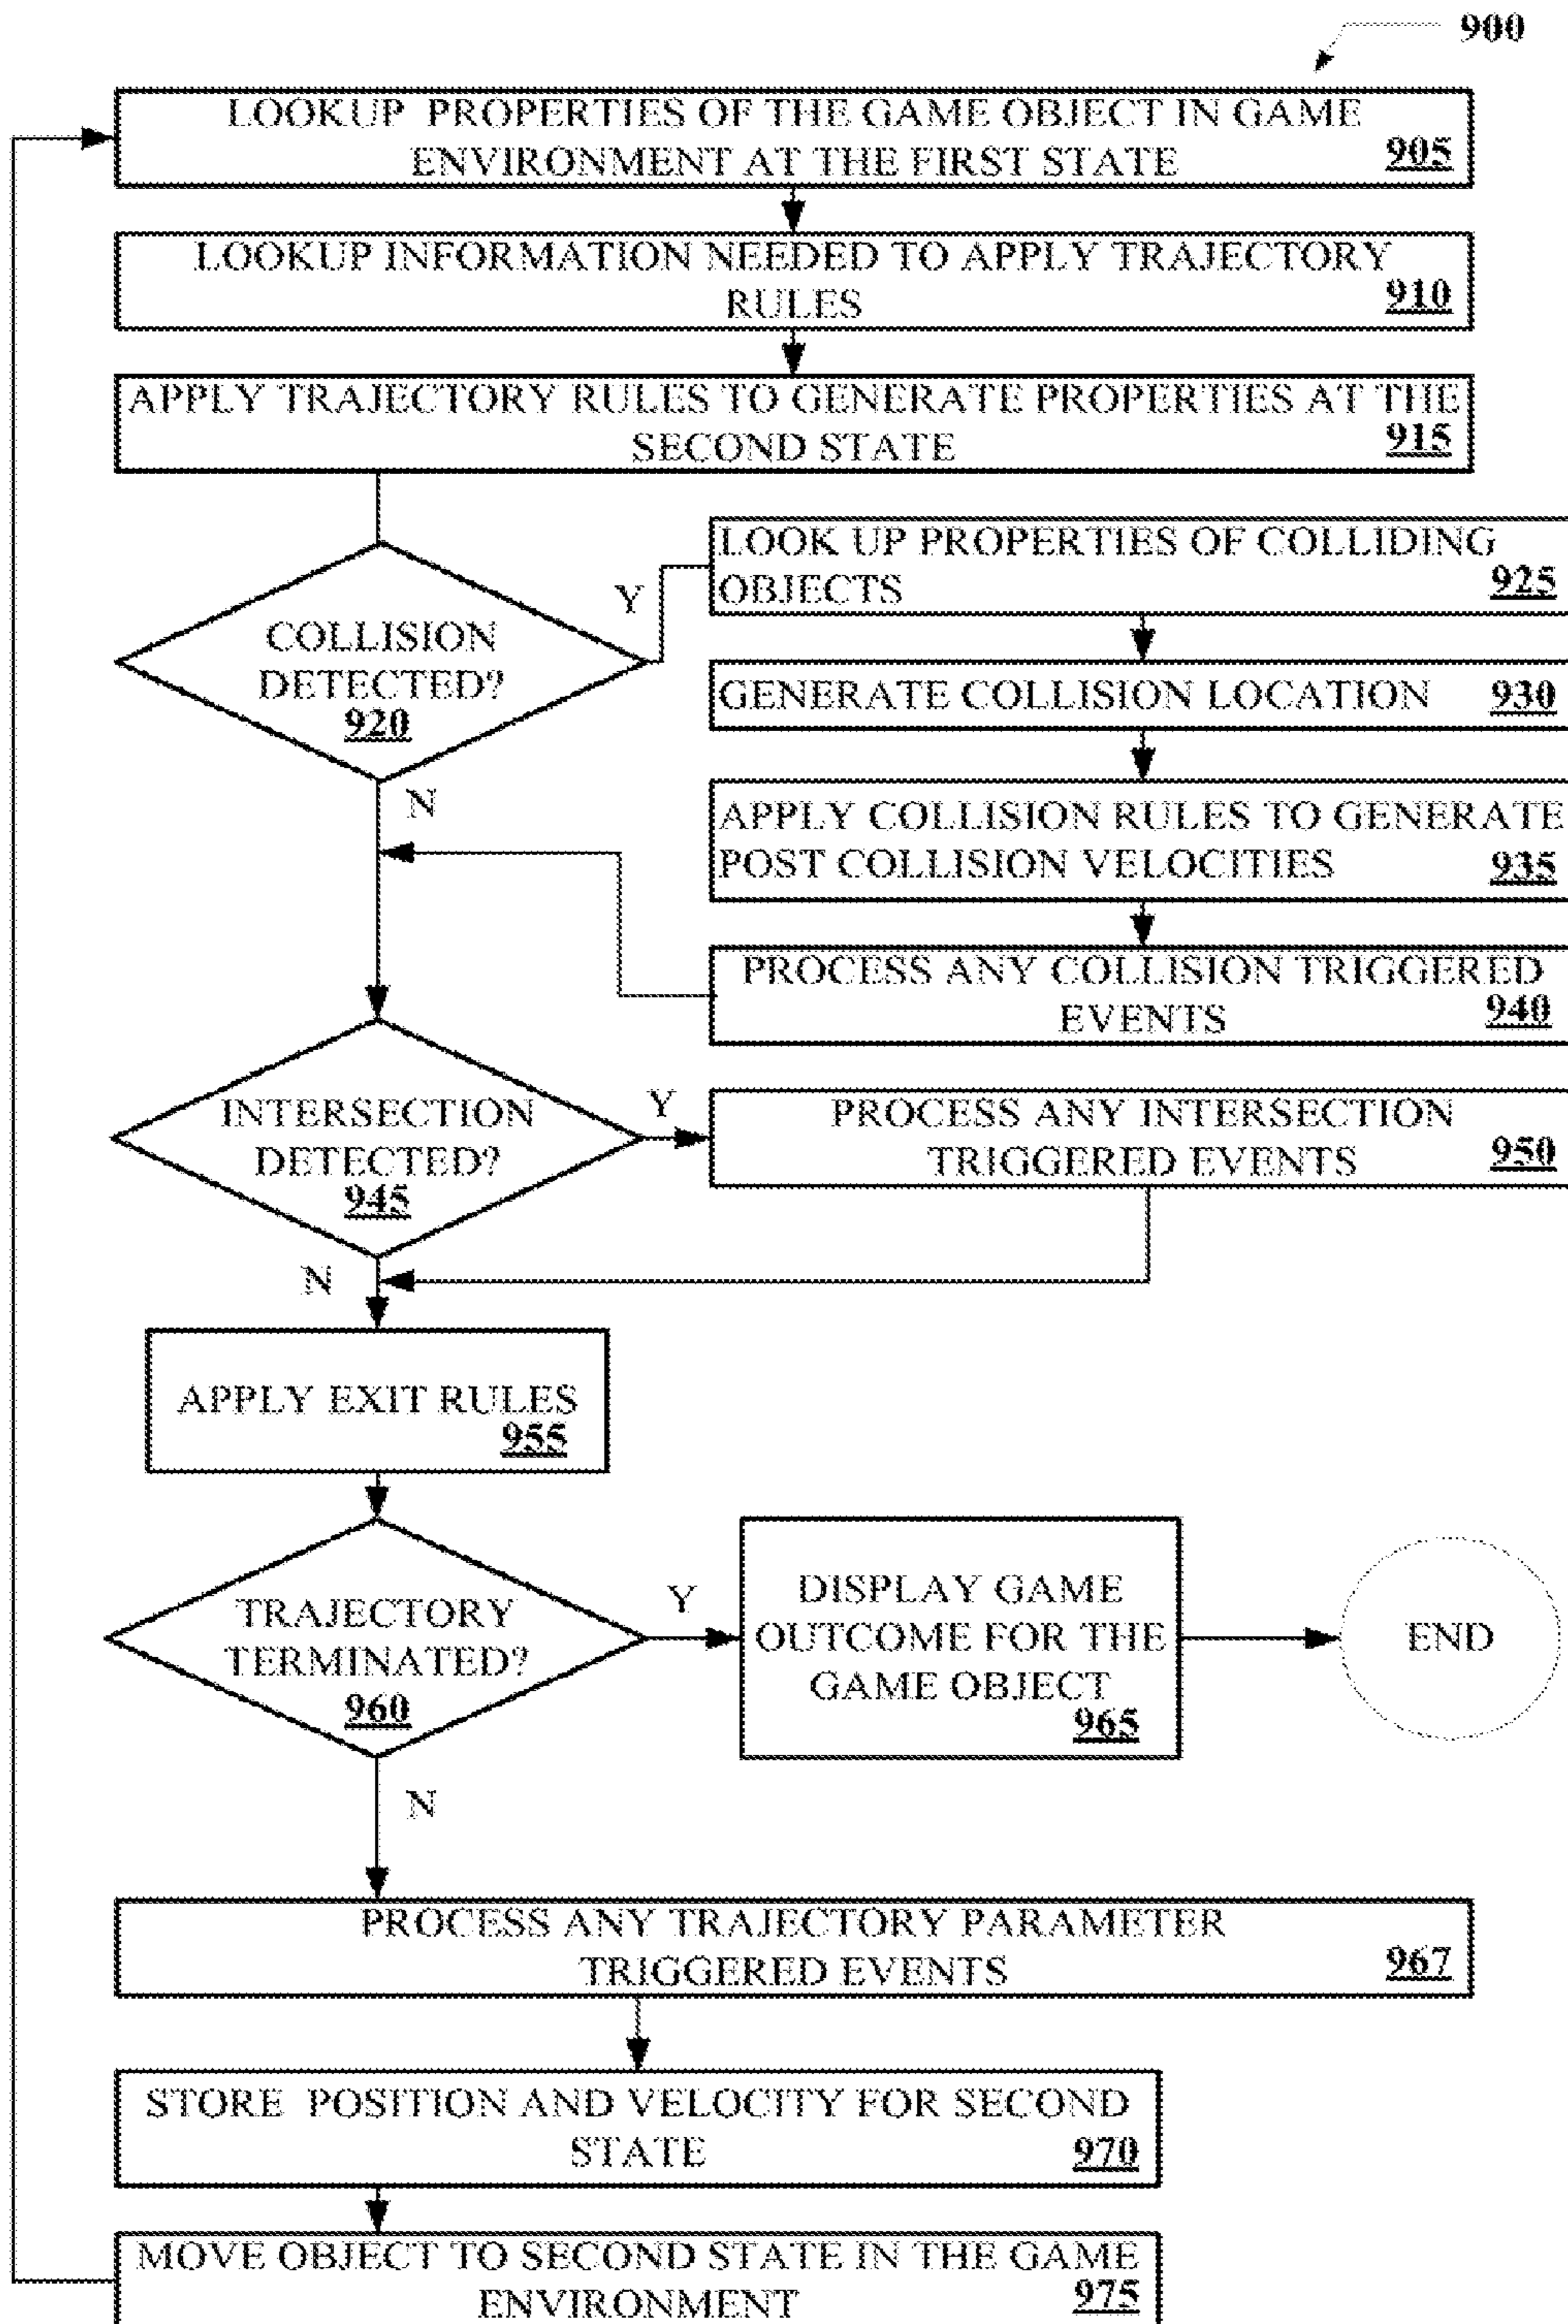 900
LOOKUP PROPERTIES OF THE GAME OBJECT IN GAME
ENVIRONMENT AT THE FIRST STATE
905
LOOKUP INFORMATION NEEDED TO APPLY TRAJECTORY
RULES
910
APPLY TRAJECTORY RULES TO GENERATE PROPERTIES AT THE
SECOND STATE
915
COLLISION
DETECTED?
920
Y
LOOK UP PROPERTIES OF COLLIDING
OBJECTS
925
GENERATE COLLISION LOCATION 930
APPLY COLLISION RULES TO GENERATE
POST COLLISION VELOCITIES
935
PROCESS ANY COLLISION TRIGGERED
EVENTS
940
N
INTERSECTION
DETECTED?
945
Y
PROCESS ANY INTERSECTION
TRIGGERED EVENTS
950
N
APPLY EXIT RULES
955
TRAJECTORY
TERMINATED?
960
Y
DISPLAY GAME
OUTCOME FOR THE
GAME OBJECT
965
END
N
PROCESS ANY TRAJECTORY PARAMETER
TRIGGERED EVENTS
967
STORE POSITION AND VELOCITY FOR SECOND
STATE
970
MOVE OBJECT TO SECOND STATE IN THE GAME
ENVIRONMENT
975